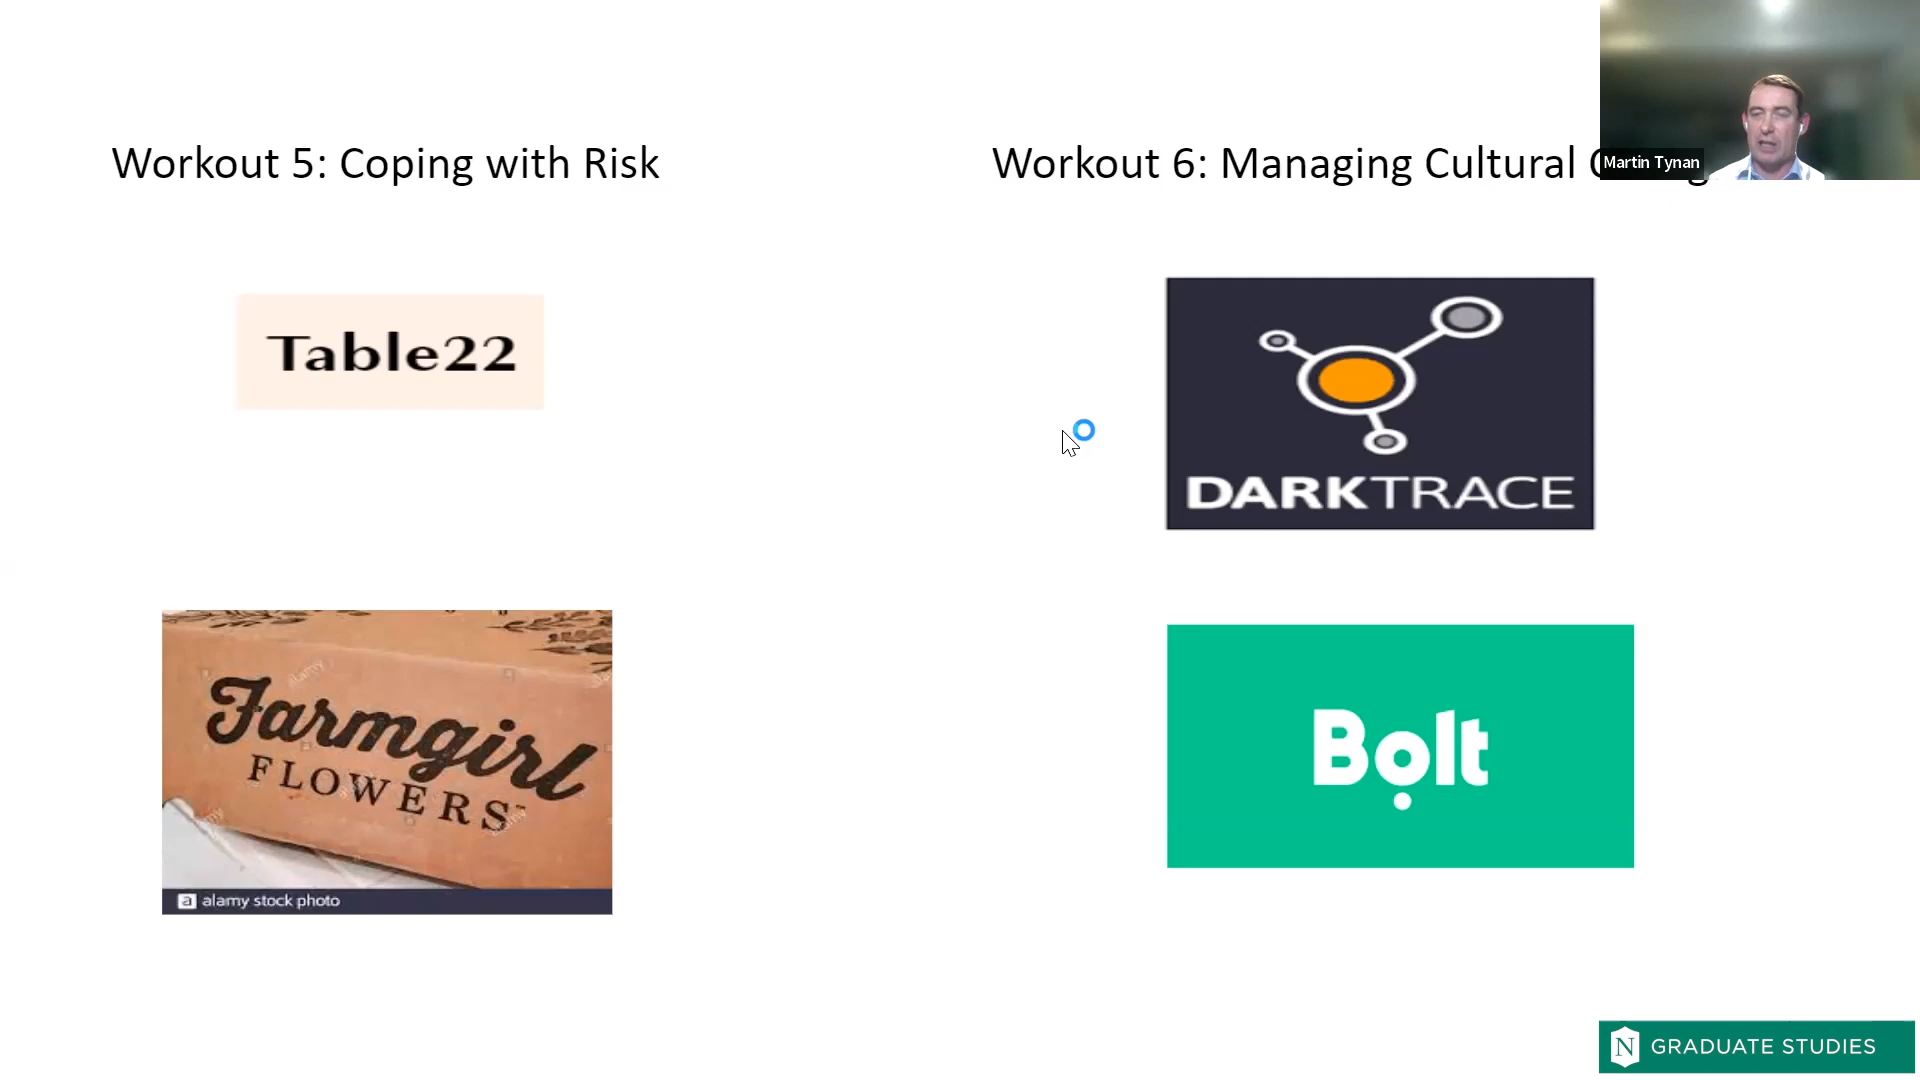 Workout 5: Coping with Risk
Workout 6: Managing Cultural
Martin Tynan
Table22
DARKTRACE
Farmgirl
FLOWERS
a alamy stock photo
Bolt
N GRADUATE STUDIES